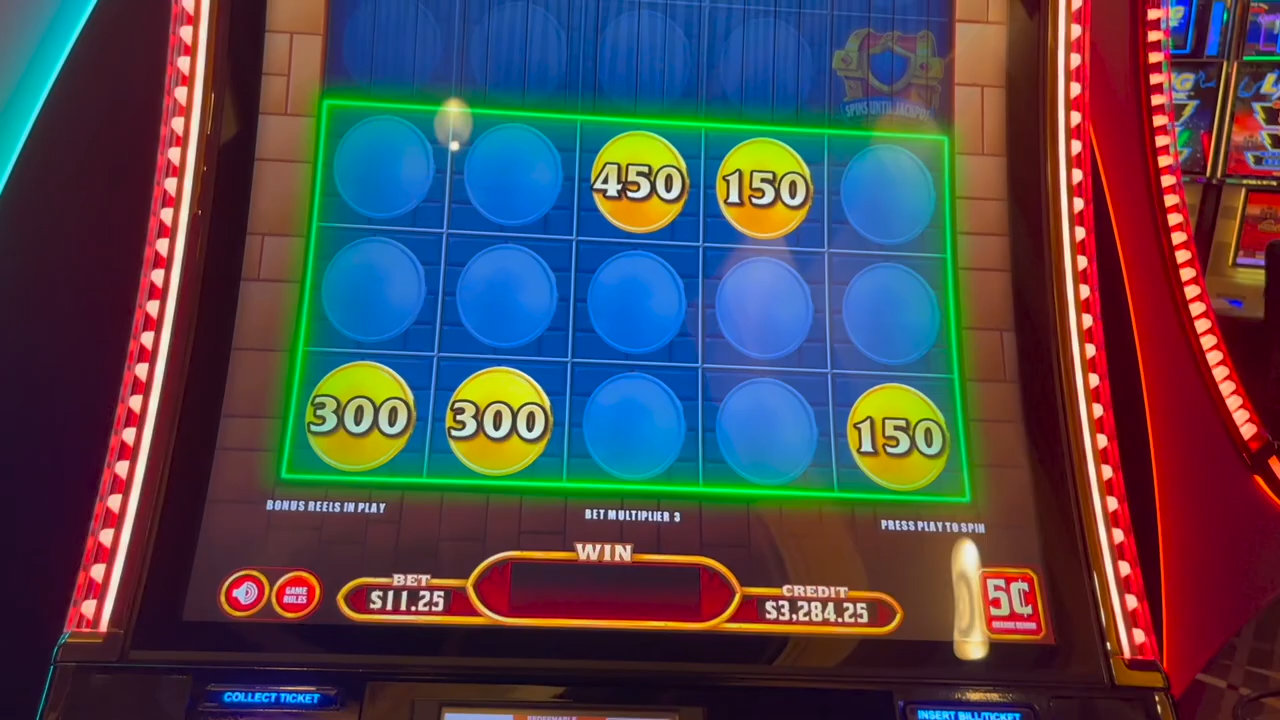 SPINS UNTIL JACKPOT
450 150
300 300 150
BONUS REELS IN PLAY
BET MULTIPLIER 3
PRESS PLAY TO SPIN
WIN
GAME
RULES
BET
$11.25
CREDIT
$3,284.25
5¢
COLLECT TICKET
INSERT BILL/TICKET